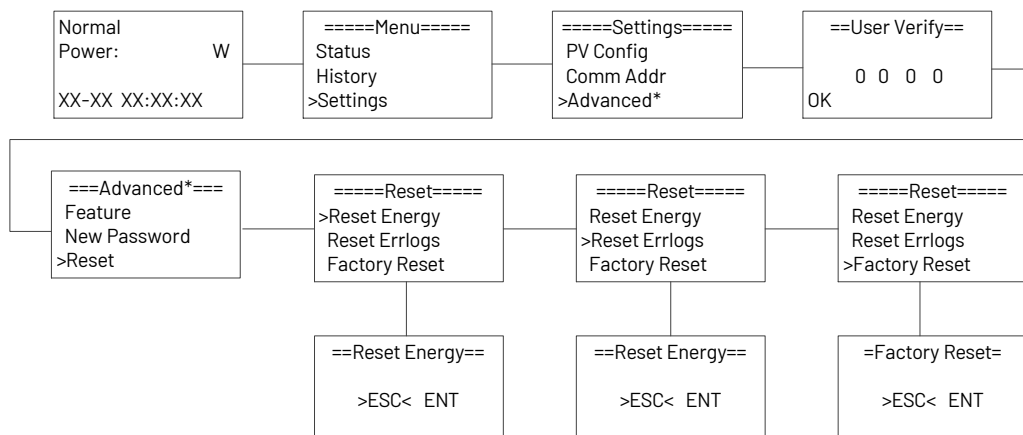 Normal
Power: W
XX-XX XX:XX:XX
=====Menu=====
Status
History
>Settings
=====Settings=====
PV Config
Comm Addr
>Advanced*
==User Verify==
0 0 0 0
OK
===Advanced*===
Feature
New Password
>Reset
=====Reset=====
>Reset Energy
Reset Errlogs
Factory Reset
=====Reset=====
Reset Energy
>Reset Errlogs
Factory Reset
=====Reset=====
Reset Energy
Reset Errlogs
>Factory Reset
==Reset Energy==
>ESC< ENT
==Reset Energy==
>ESC< ENT
=Factory Reset=
>ESC< ENT